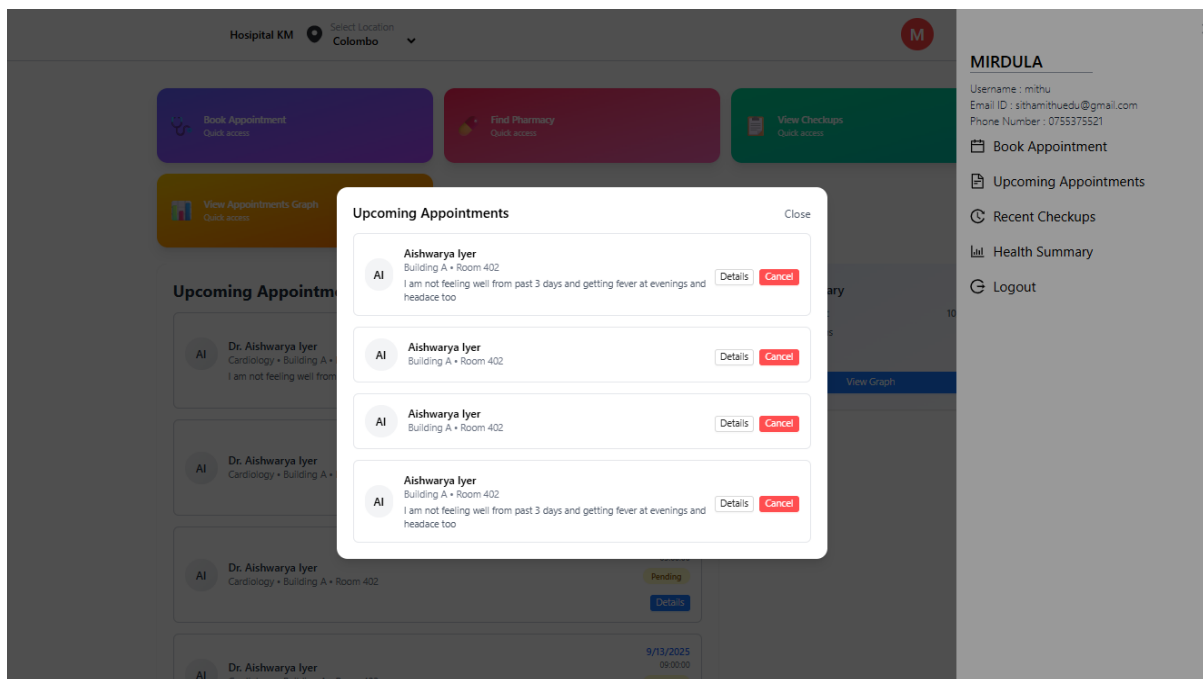 Hosipital KM
Select Location
Colombo
M
Book Appointment
Quick access
Find Pharmacy
Quick access
View Checkups
Quick access
View Appointments Graph
Quick access
Upcoming Appointme
AI
Dr. Aishwarya Iyer
Cardiology • Building A •
I am not feeling well from
AI
Dr. Aishwarya Iyer
Cardiology • Building A •
AI
Dr. Aishwarya Iyer
Cardiology • Building A • Room 402
Pending
Details
AI
Dr. Aishwarya Iyer
9/13/2025
09:00:00
ary
10
View Graph
Upcoming Appointments
Close
AI
Aishwarya Iyer
Building A • Room 402
I am not feeling well from past 3 days and getting fever at evenings and
headace too
Details
Cancel
AI
Aishwarya Iyer
Building A • Room 402
Details
Cancel
AI
Aishwarya Iyer
Building A • Room 402
Details
Cancel
AI
Aishwarya Iyer
Building A • Room 402
I am not feeling well from past 3 days and getting fever at evenings and
headace too
Details
Cancel
MIRDULA
Username : mithu
Email ID : sithamithuedu@gmail.com
Phone Number : 0755375521
Book Appointment
Upcoming Appointments
Recent Checkups
Health Summary
Logout